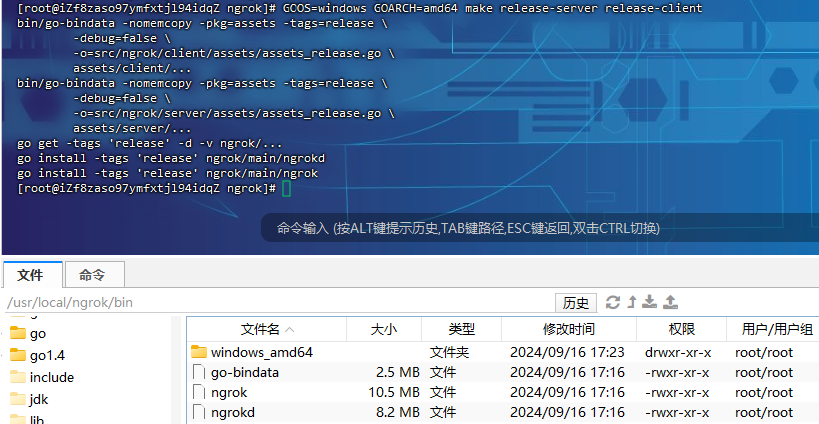 [root@iZf8zaso97ymfxtjl94idqZ ngrok]# GOOS=windows GOARCH=amd64 make release-server release-client
bin/go-bindata -nomemcopy -pkg=assets -tags=release \
-debug=false \
-o=src/ngrok/client/assets/assets_release.go \
assets/client/...
bin/go-bindata -nomemcopy -pkg=assets -tags=release \
-debug=false \
-o=src/ngrok/server/assets/assets_release.go \
assets/server/...
go get -tags 'release' -d -v ngrok/...
go install -tags 'release' ngrok/main/ngrokd
go install -tags 'release' ngrok/main/ngrok
[root@iZf8zaso97ymfxtjl94idqZ ngrok]#
命令输入 (按ALT键提示历史,TAB键路径,ESC键返回,双击CTRL切换)
文件 命令
/usr/local/ngrok/bin 历史
文件名 大小 类型 修改时间 权限 用户/用户组
go
go1.4
include
jdk
lib
windows_amd64 文件夹 2024/09/16 17:23 drwxr-xr-x root/root
go-bindata 2.5 MB 文件 2024/09/16 17:16 -rwxr-xr-x root/root
ngrok 10.5 MB 文件 2024/09/16 17:16 -rwxr-xr-x root/root
ngrokd 8.2 MB 文件 2024/09/16 17:16 -rwxr-xr-x root/root